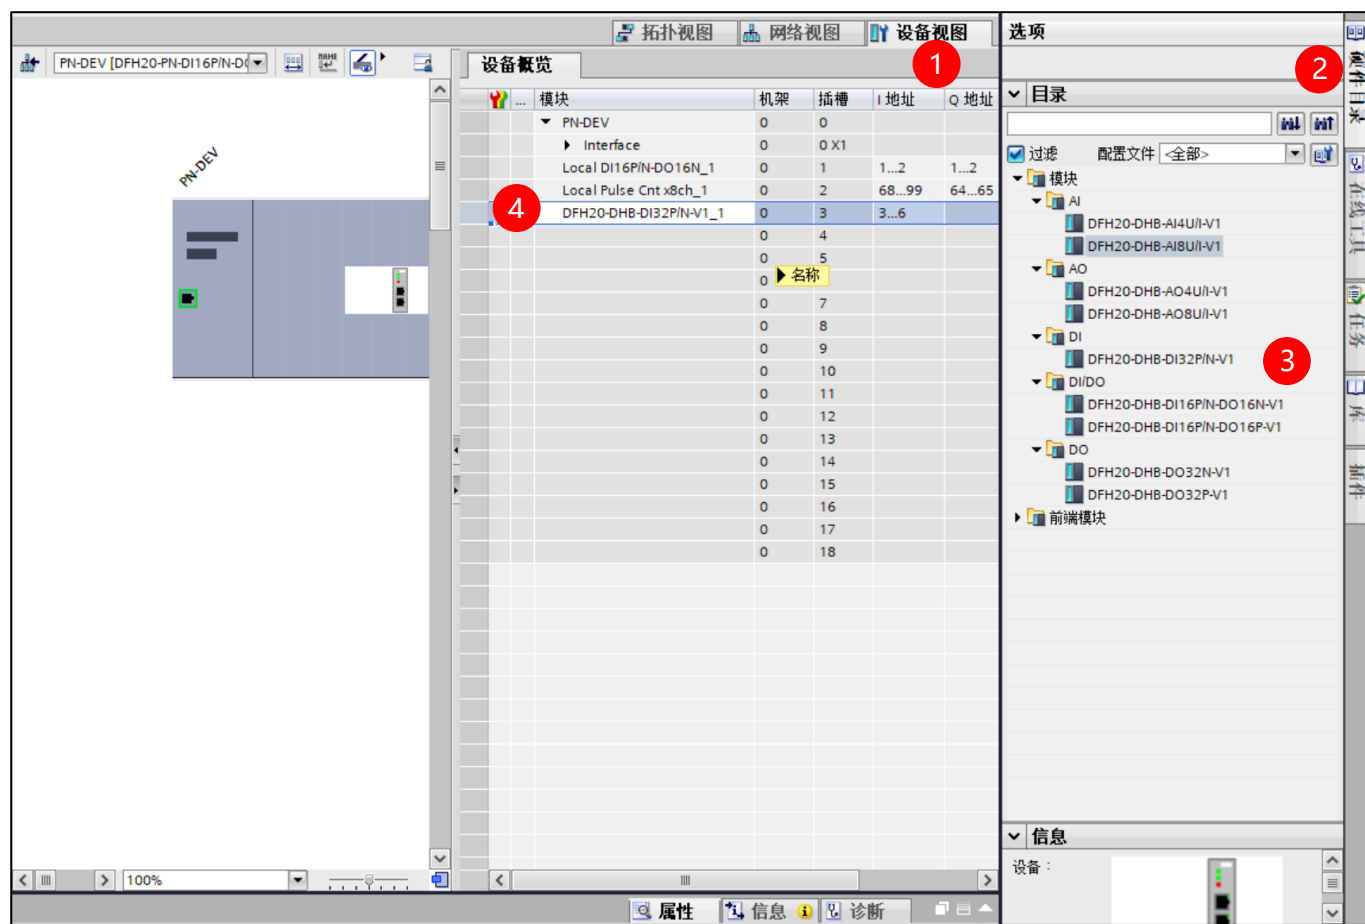 拓扑视图 网络视图 设备视图
1
PN-DEV [DFH20-PN-DI16P/N-D
设备概览
... 模块 机架 插槽 I 地址 Q 地址
PN-DEV 0 0
Interface 0 0 X1
Local DI16P/N-DO16N_1 0 1 1...2 1...2
Local Pulse Cnt x8ch_1 0 2 68...99 64...65
4 DFH20-DHB-DI32P/N-V1_1 0 3 3...6
0 4
0 5
0 名称
0 7
0 8
0 9
0 10
0 11
0 12
0 13
0 14
0 15
0 16
0 17
0 18
PN-DEV
100%
属性 信息 诊断
选项
2
目录
过滤 配置文件 <全部>
模块
AI
DFH20-DHB-AI4U/I-V1
DFH20-DHB-AI8U/I-V1
AO
DFH20-DHB-AO4U/I-V1
DFH20-DHB-AO8U/I-V1
DI
DFH20-DHB-DI32P/N-V1 3
DI/DO
DFH20-DHB-DI16P/N-DO16N-V1
DFH20-DHB-DI16P/N-DO16P-V1
DO
DFH20-DHB-DO32N-V1
DFH20-DHB-DO32P-V1
前端模块
信息
设备：
硬件目录
在线工具
任务
库
插件